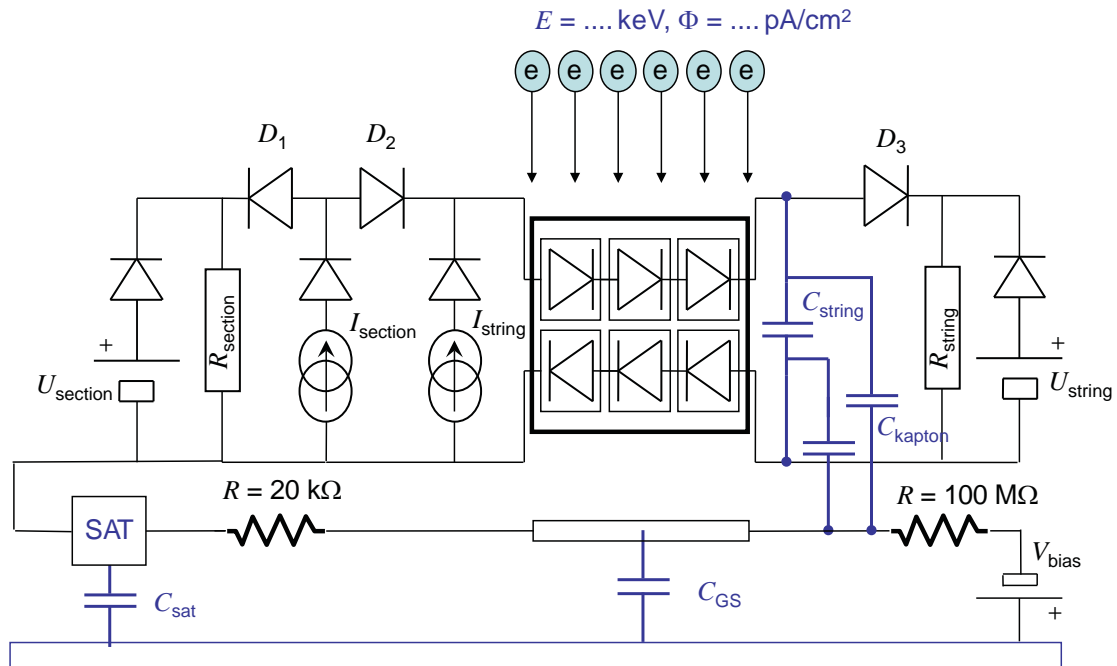 E = .... keV, Φ = .... pA/cm²
e e e e e e
D₁
D₂
D₃
+
U_section
R_section
I_section
I_string
C_string
C_kapton
R_string
+
U_string
SAT
R = 20 kΩ
R = 100 MΩ
V_bias
+
C_sat
C_GS